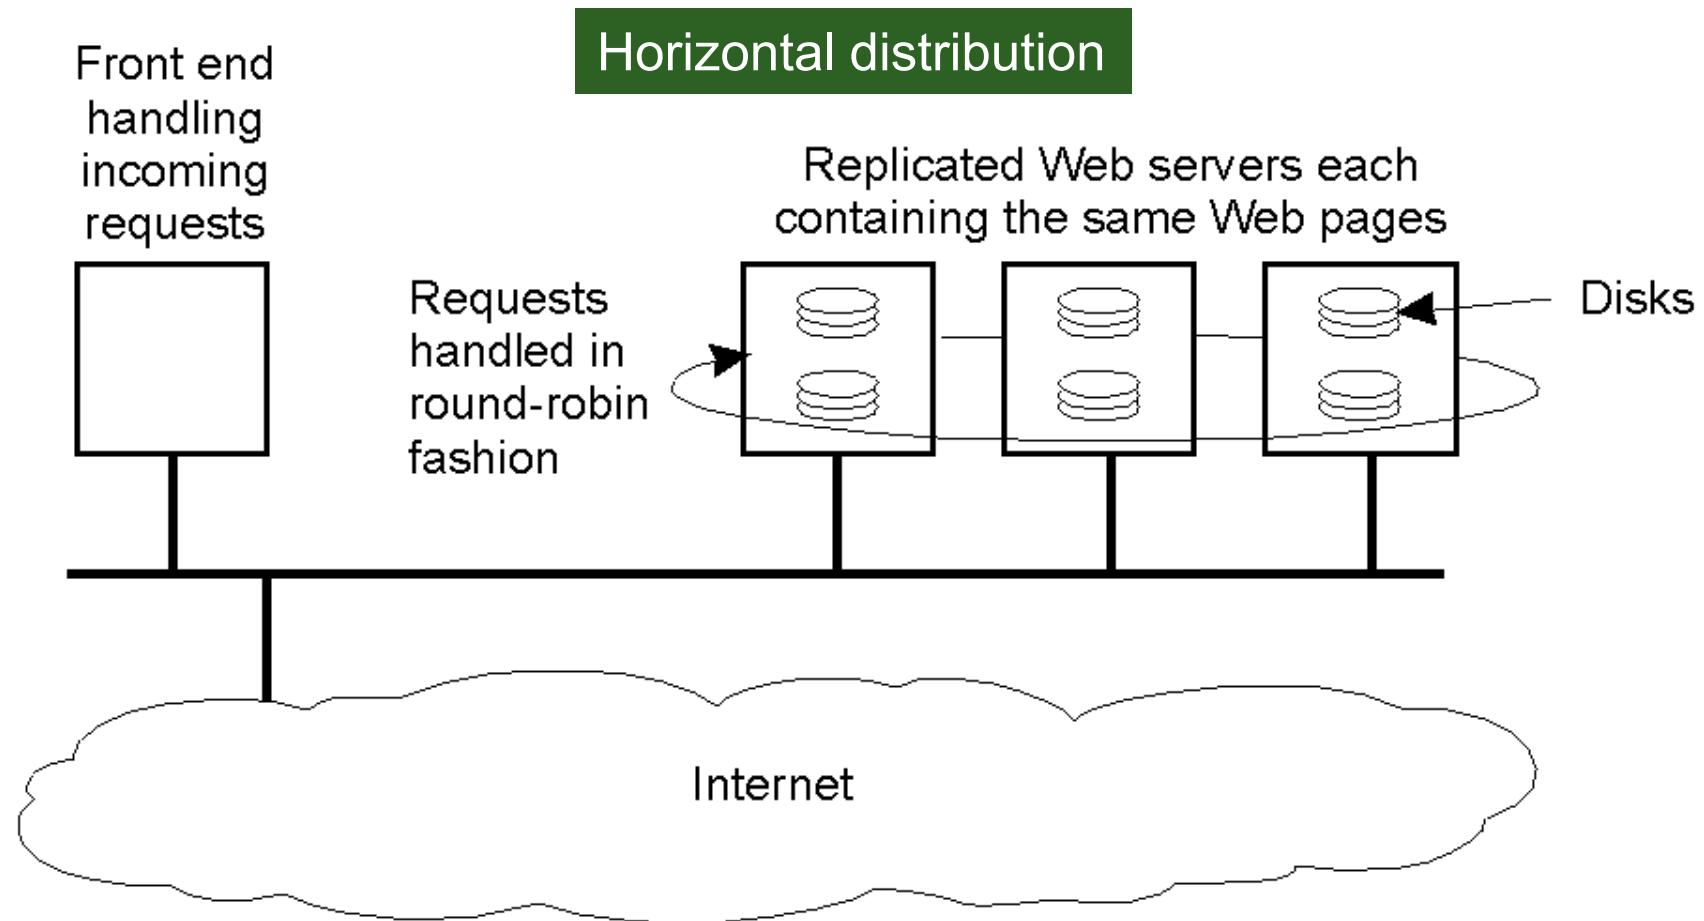 Horizontal distribution
Front end
handling
incoming
requests
Replicated Web servers each
containing the same Web pages
Requests
handled in
round-robin
fashion
Disks
Internet